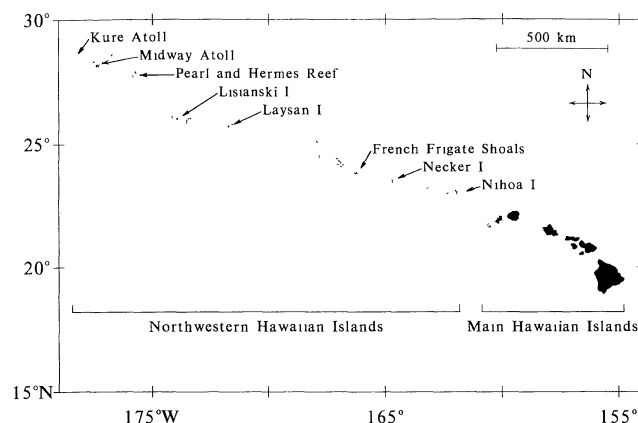 30°
Kure Atoll
Midway Atoll
Pearl and Hermes Reef
Lisianski I
Laysan I
500 km
N
25°
French Frigate Shoals
Necker I
Nihoa I
20°
Northwestern Hawaiian Islands
Main Hawaiian Islands
15°N
175°W
165°
155°